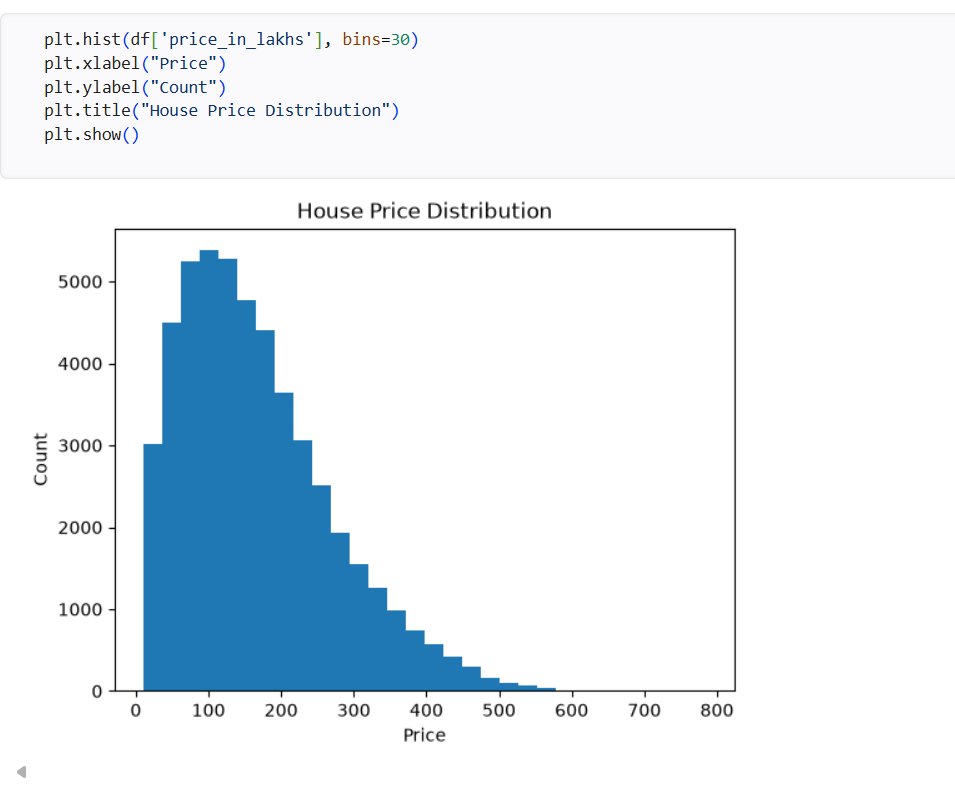 plt.hist(df['price_in_lakhs'], bins=30)
plt.xlabel("Price")
plt.ylabel("Count")
plt.title("House Price Distribution")
plt.show()
House Price Distribution
5000
4000
3000
2000
1000
0
Count
0 100 200 300 400 500 600 700 800
Price